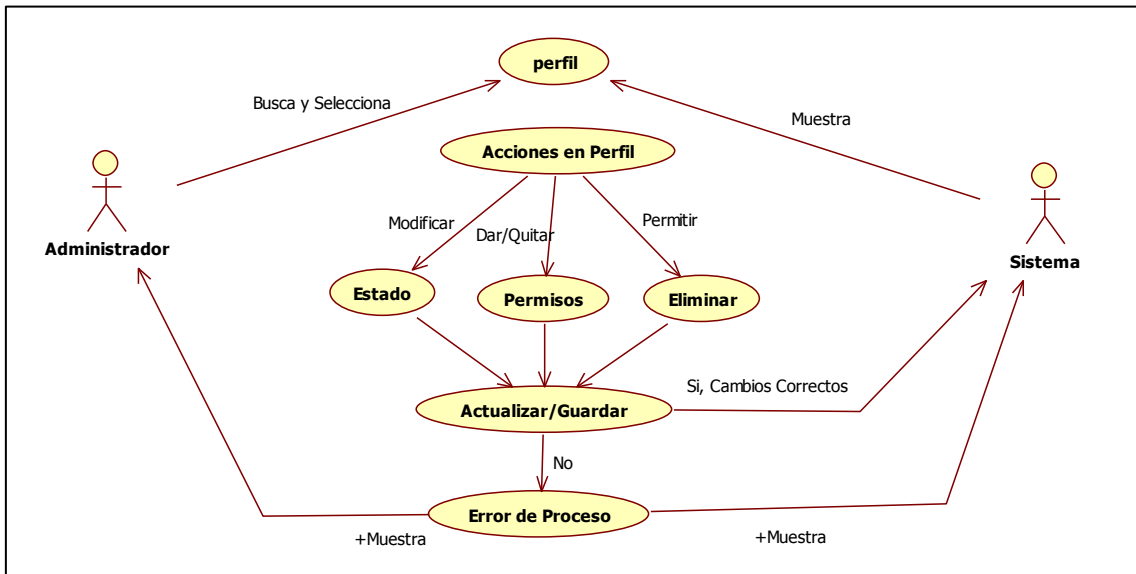 perfil
Busca y Selecciona
Muestra
Acciones en Perfil
Modificar
Dar/Quitar
Permitir
Administrador
Sistema
Estado
Permisos
Eliminar
Si, Cambios Correctos
Actualizar/Guardar
No
Error de Proceso
+Muestra
+Muestra